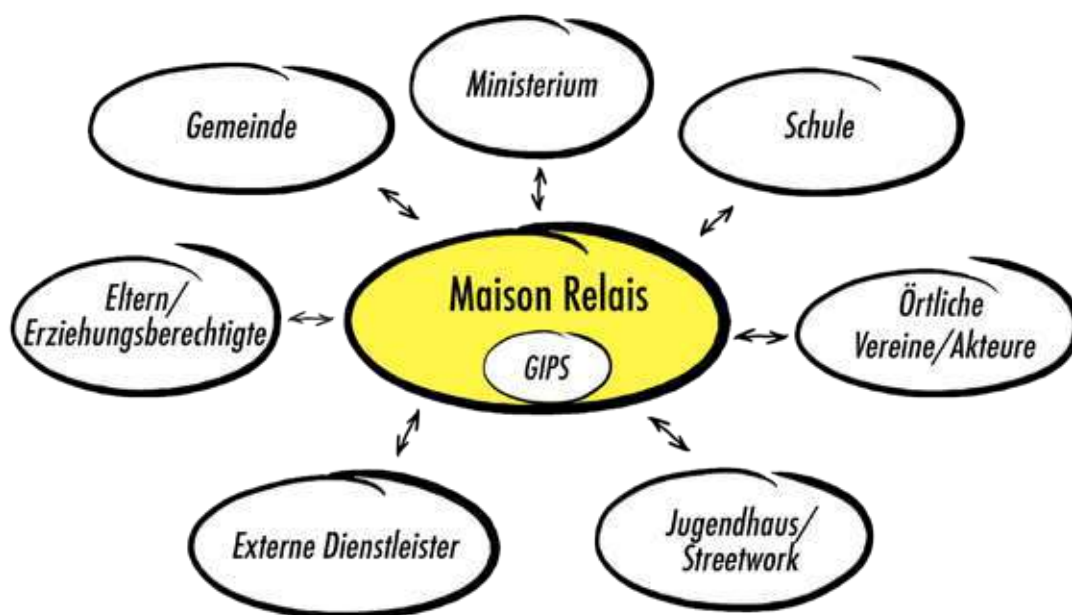 Ministerium
Gemeinde
Schule
Maison Relais
GIPS
Eltern/
Erziehungsberechtigte
Örtliche
Vereine/Akteure
Externe Dienstleister
Jugendhaus/
Streetwork